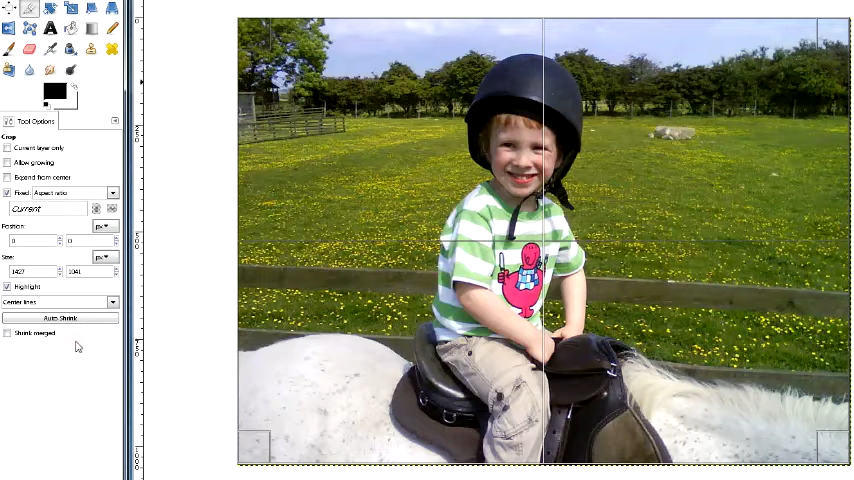 A
Tool Options
Crop
Current layer only
Allow growing
Expand from center
Fixed: Aspect ratio
Current
Position: px
0 0
Size: px
1427 1041
Highlight
Center lines
Auto Shrink
Shrink merged